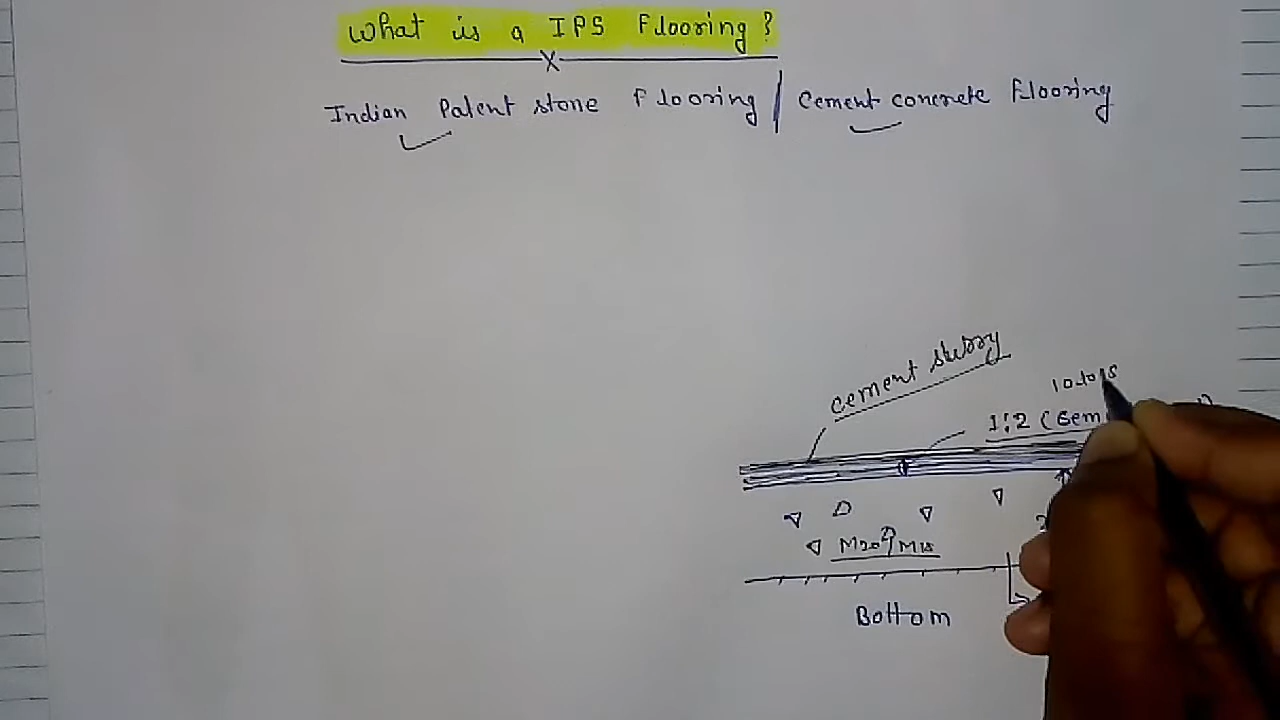 What is a IPS Flooring?
Indian Patent stone Flooring / Cement concrete flooring
cement slurry
10 to 15
1:2 (Cem
M20 M15
Bottom